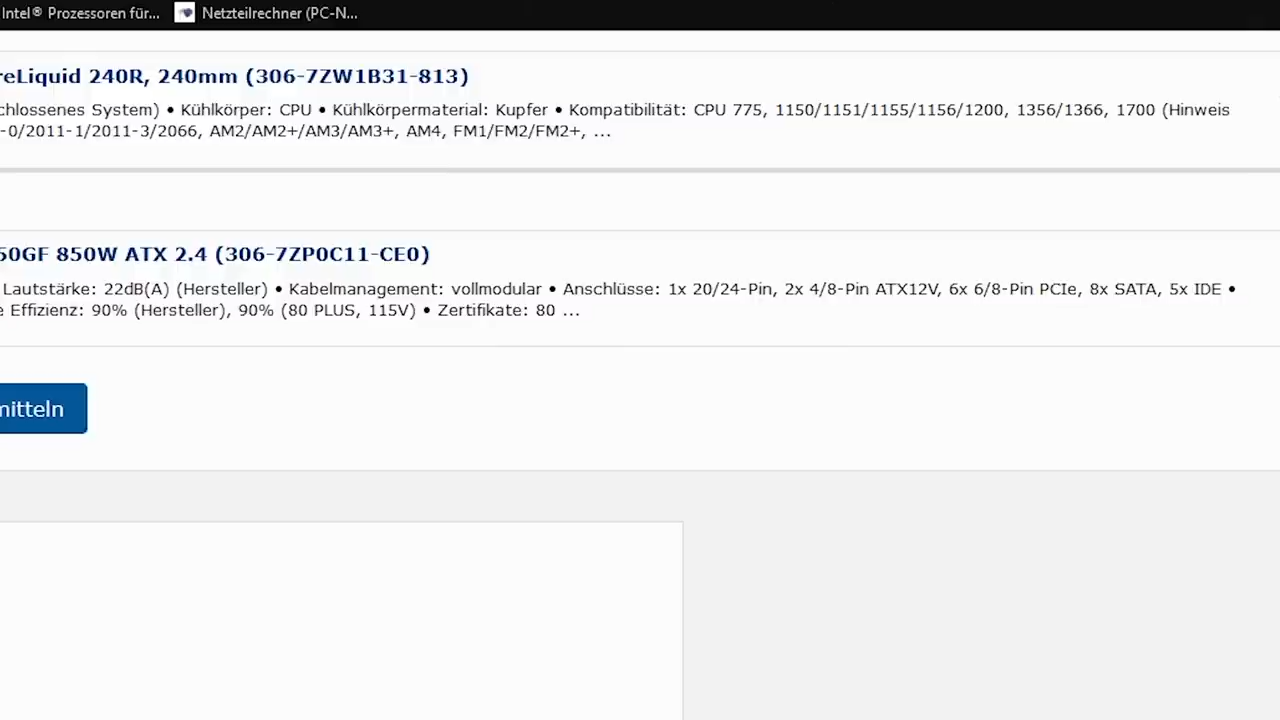 Intel® Prozessoren für... Netzteilrechner (PC-N...
reLiquid 240R, 240mm (306-7ZW1B31-813)
chlossenes System) • Kühlkörper: CPU • Kühlkörpermaterial: Kupfer • Kompatibilität: CPU 775, 1150/1151/1155/1156/1200, 1356/1366, 1700 (Hinweis
-0/2011-1/2011-3/2066, AM2/AM2+/AM3/AM3+, AM4, FM1/FM2/FM2+, ...
50GF 850W ATX 2.4 (306-7ZP0C11-CE0)
Lautstärke: 22dB(A) (Hersteller) • Kabelmanagement: vollmodular • Anschlüsse: 1x 20/24-Pin, 2x 4/8-Pin ATX12V, 6x 6/8-Pin PCIe, 8x SATA, 5x IDE •
e Effizienz: 90% (Hersteller), 90% (80 PLUS, 115V) • Zertifikate: 80 ...
mitteln